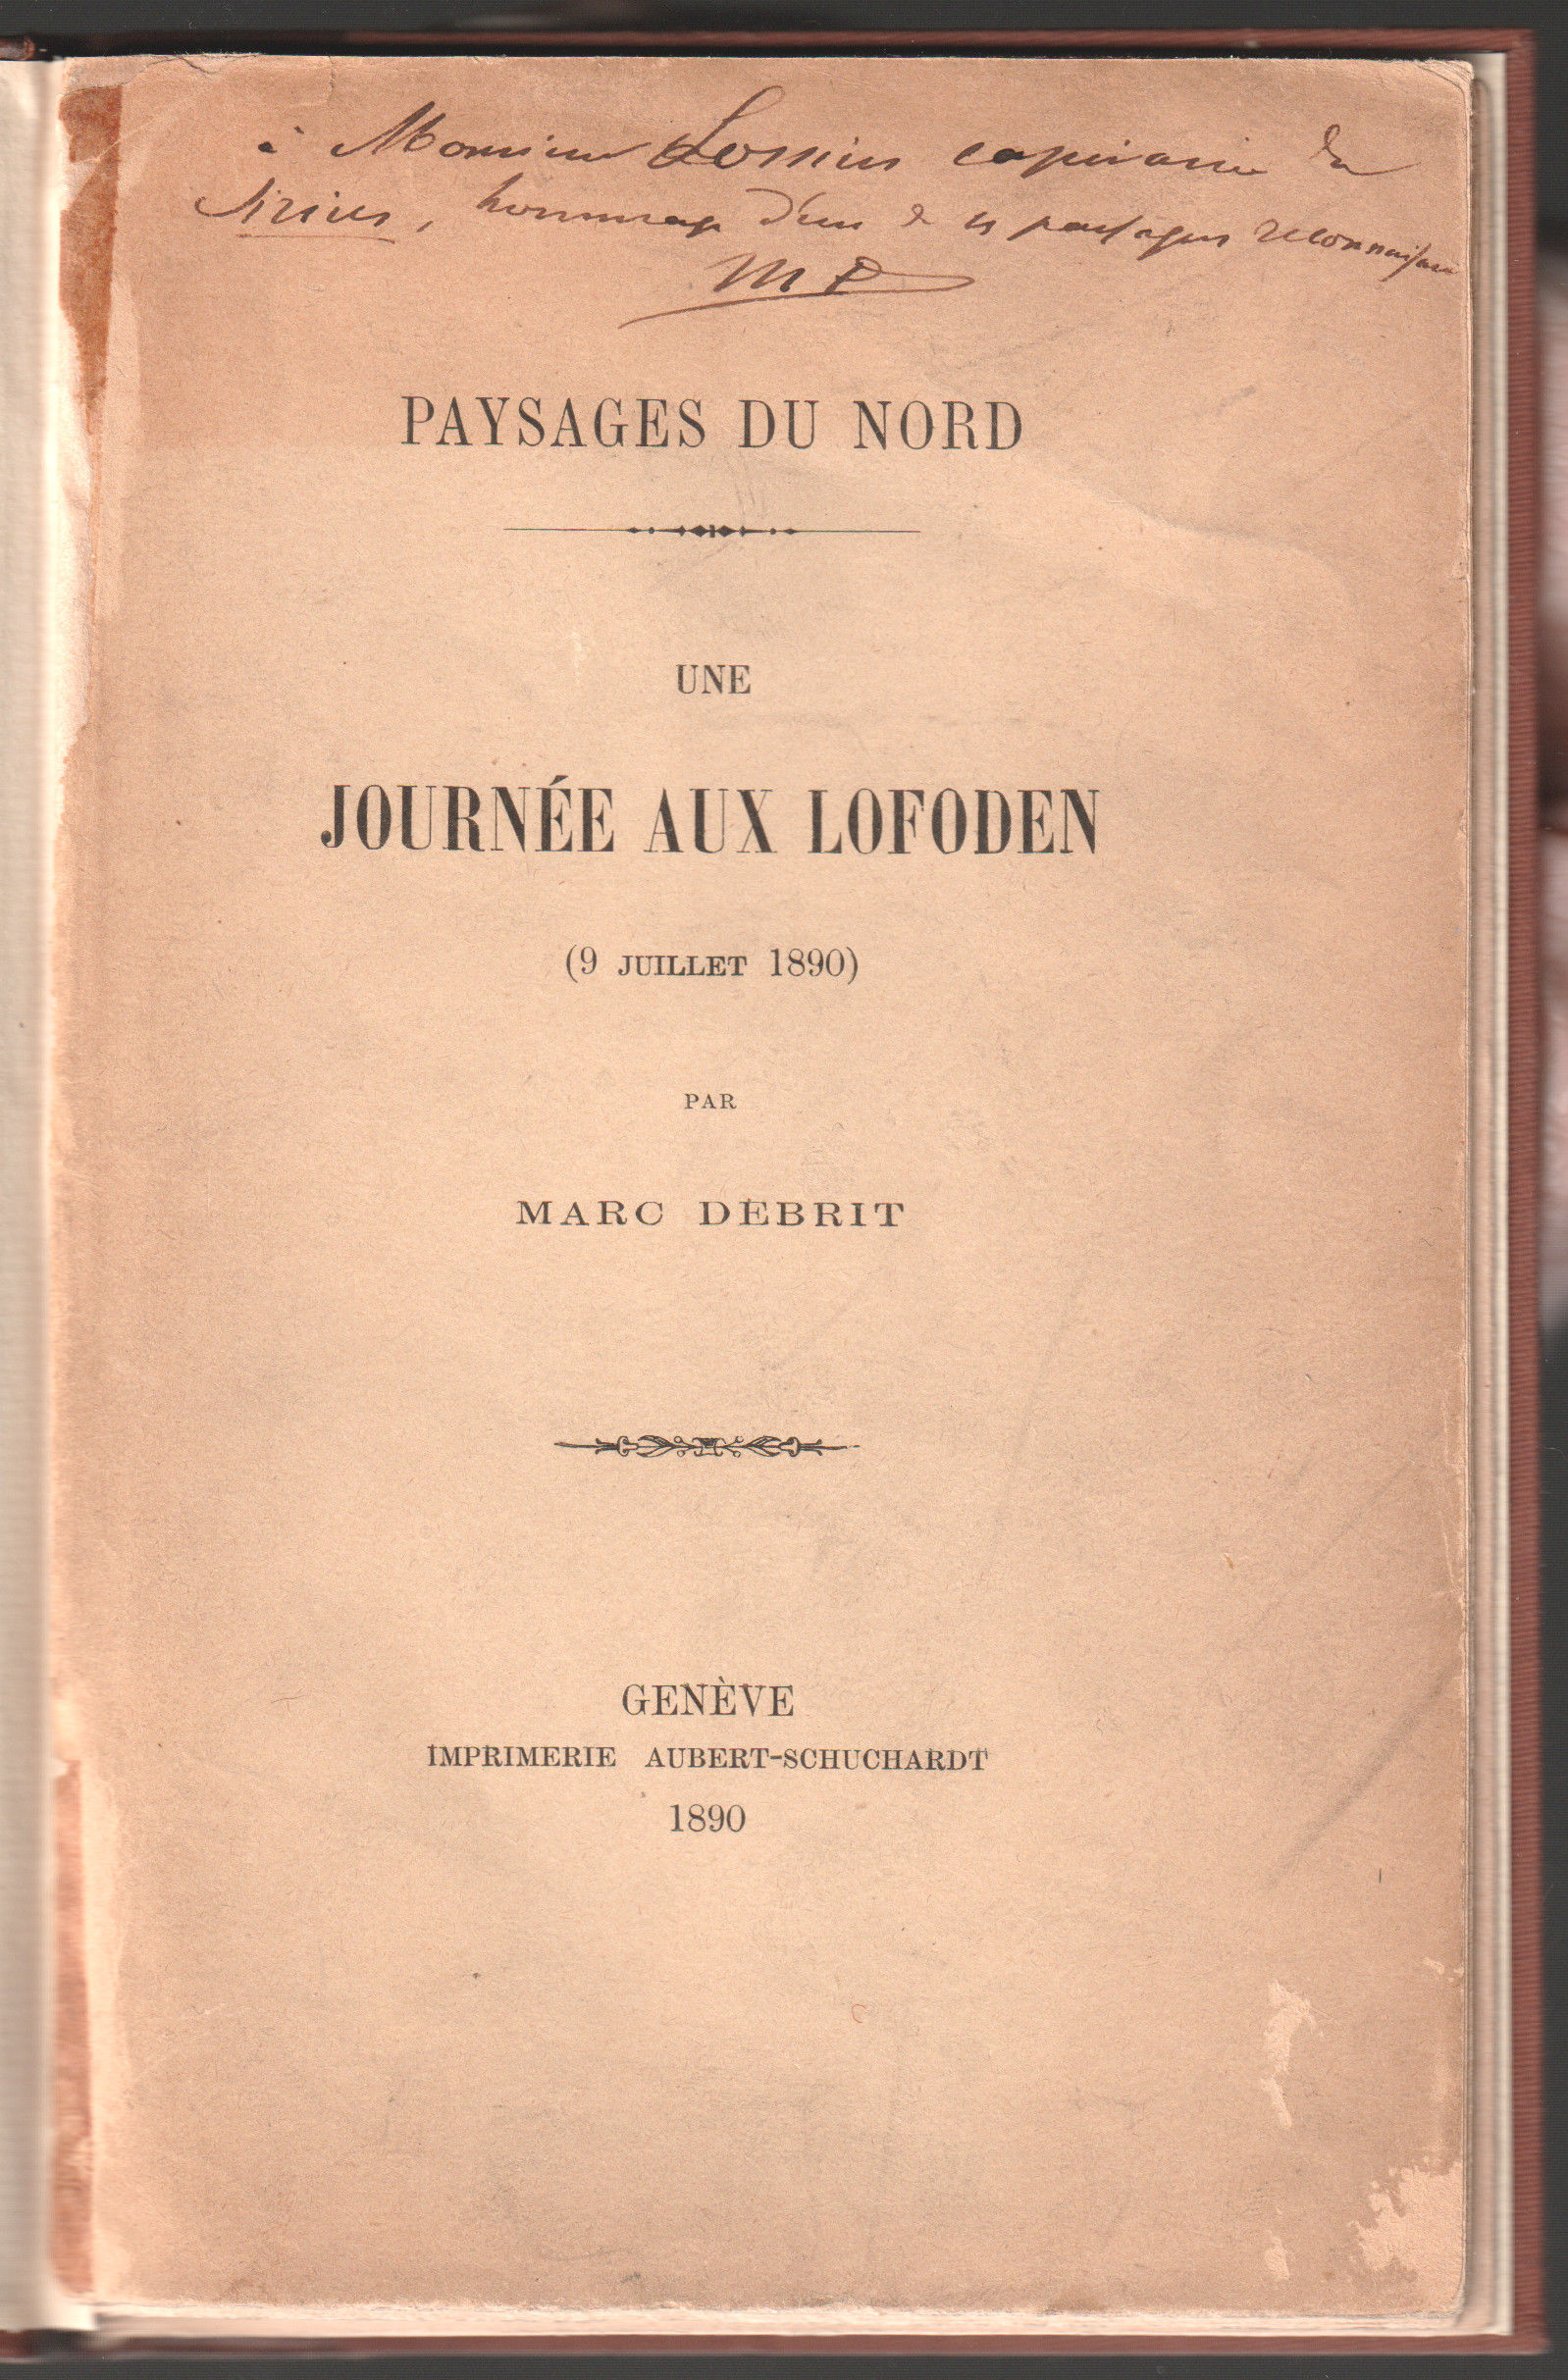 à Monsieur capitaine du
Sirius, hommage d'un de ses passagers reconnaissant
MD
PAYSAGES DU NORD
UNE
JOURNÉE AUX LOFODEN
(9 JUILLET 1890)
PAR
MARC DEBRIT
GENÈVE
IMPRIMERIE AUBERT-SCHUCHARDT
1890